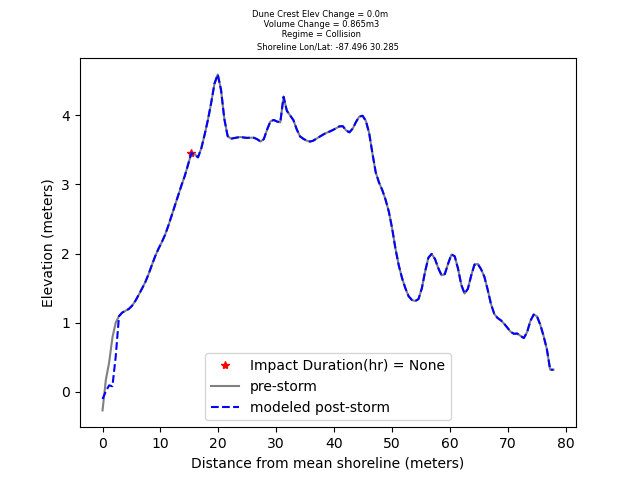 Dune Crest Elev Change = 0.0m
Volume Change = 0.865m3
Regime = Collision
Shoreline Lon/Lat: -87.496 30.285
Elevation (meters)
4
3
2
1
0
Impact Duration(hr) = None
pre-storm
modeled post-storm
0 10 20 30 40 50 60 70 80
Distance from mean shoreline (meters)